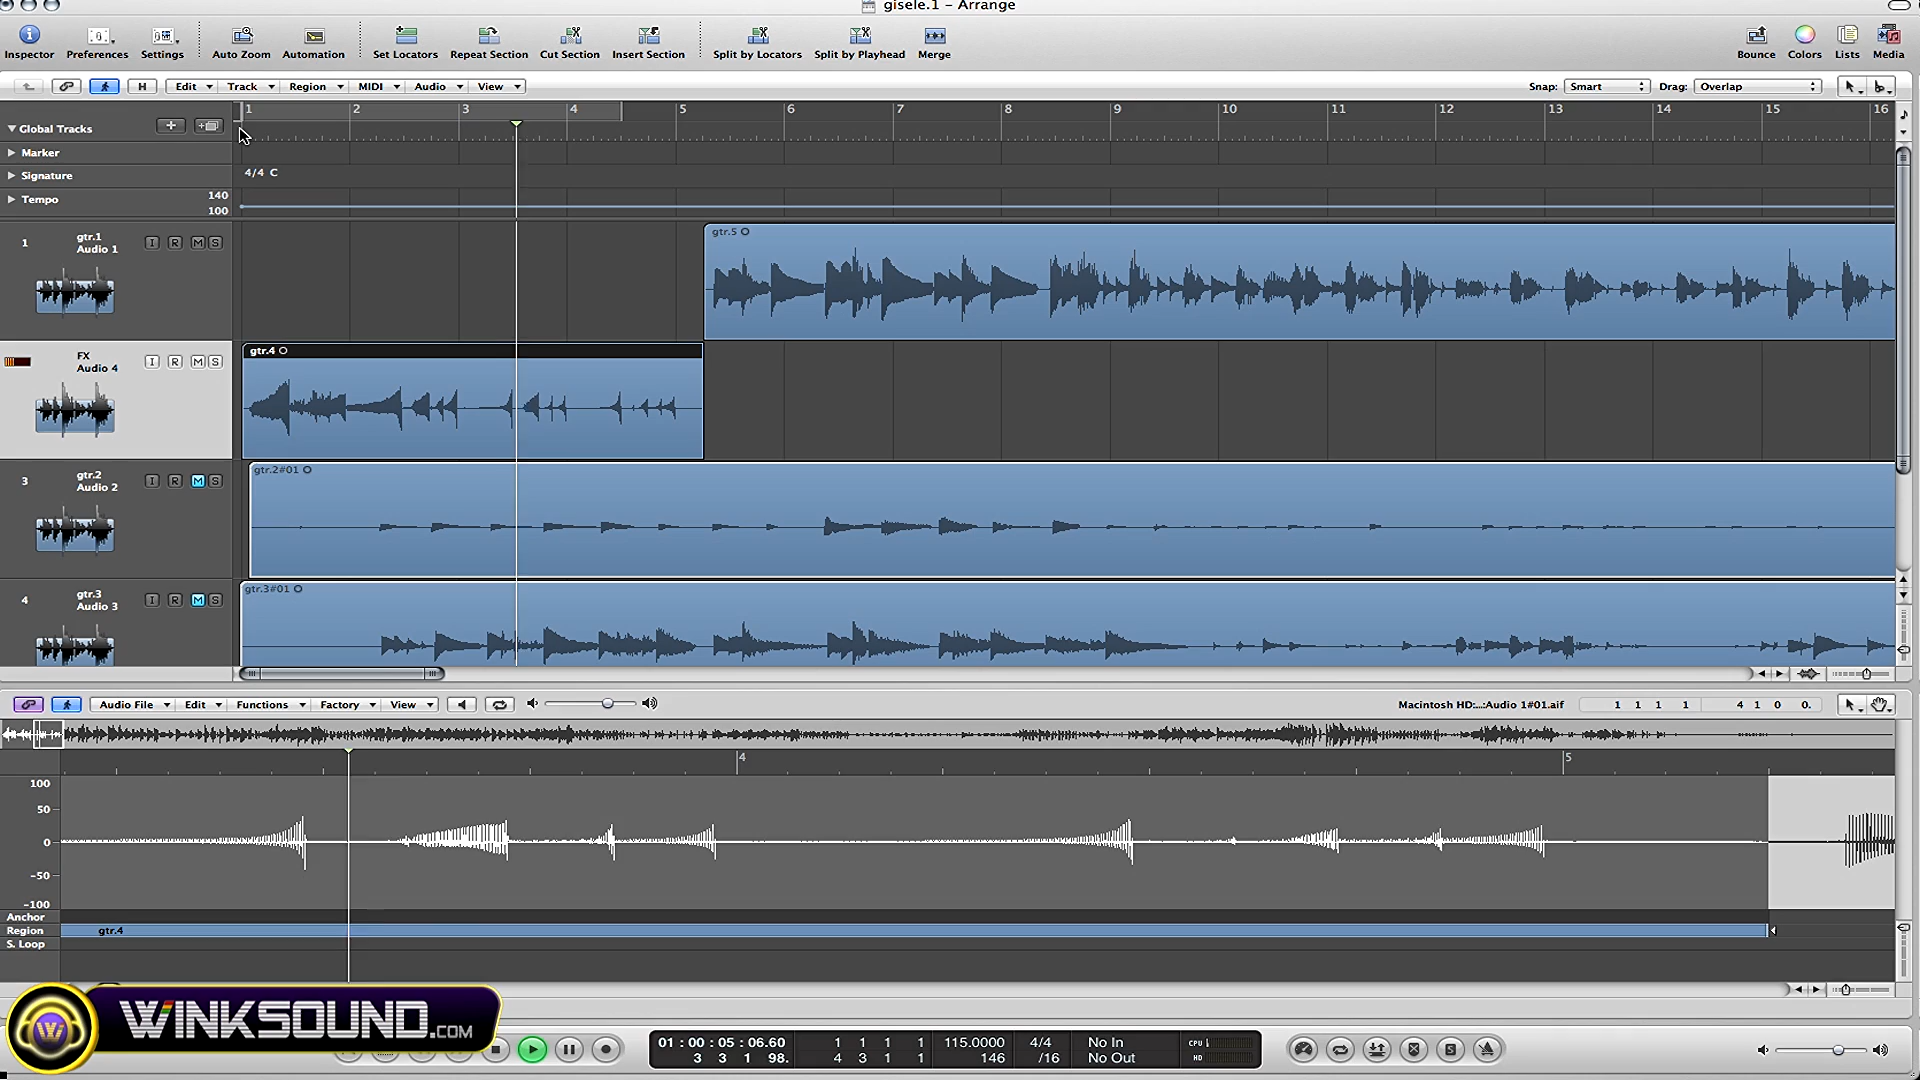 gisele.1 – Arrange
Inspector Preferences Settings Auto Zoom Automation Set Locators Repeat Section Cut Section Insert Section Split by Locators Split by Playhead Merge Bounce Colors Lists Media
H Edit Track Region MIDI Audio View Snap: Smart Drag: Overlap
1 2 3 4 5 6 7 8 9 10 11 12 13 14 15 16
Global Tracks
Marker
Signature 4/4 C
Tempo 140
100
1 gtr.1 I R M S gtr.5
Audio 1
FX I R M S gtr.4
Audio 4
3 gtr.2 I R M S gtr.2#01
Audio 2
4 gtr.3 I R M S gtr.3#01
Audio 3
Audio File Edit Functions Factory View Macintosh HD:...:Audio 1#01.aif 1 1 1 1 4 1 0 0.
4 5
100
50
0
-50
-100
Anchor
Region gtr.4
S. Loop
WINKSOUND.COM
01 : 00 : 05 : 06.60 1 1 1 1 115.0000 4/4 No In CPU
3 3 1 98. 4 3 1 1 146 /16 No Out HD
S